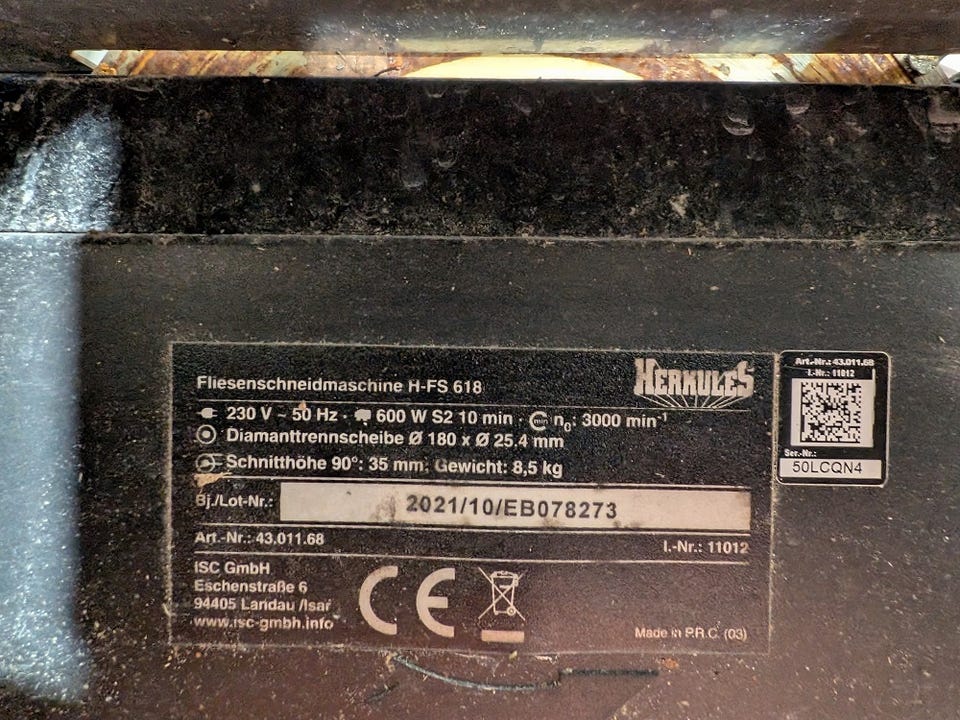 Fliesenschneidmaschine H-FS 618
HERKULES
230 V ~ 50 Hz · 600 W S2 10 min · min n0: 3000 min-1
Diamanttrennscheibe Ø 180 x Ø 25.4 mm
Schnitthöhe 90°: 35 mm; Gewicht: 8,5 kg
Bj./Lot-Nr.: 2021/10/EB078273
Art.-Nr.: 43.011.68 I.-Nr.: 11012
ISC GmbH
Eschenstraße 6
94405 Landau /Isar
www.isc-gmbh.info
CE
Made in P.R.C. (03)
Art.-Nr.: 43.011.68
I.-Nr.: 11012
Ser.-Nr.:
50LCQN4